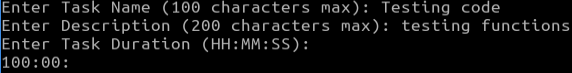 Enter Task Name (100 characters max): Testing code
Enter Description (200 characters max): testing functions
Enter Task Duration (HH:MM:SS):
100:00: